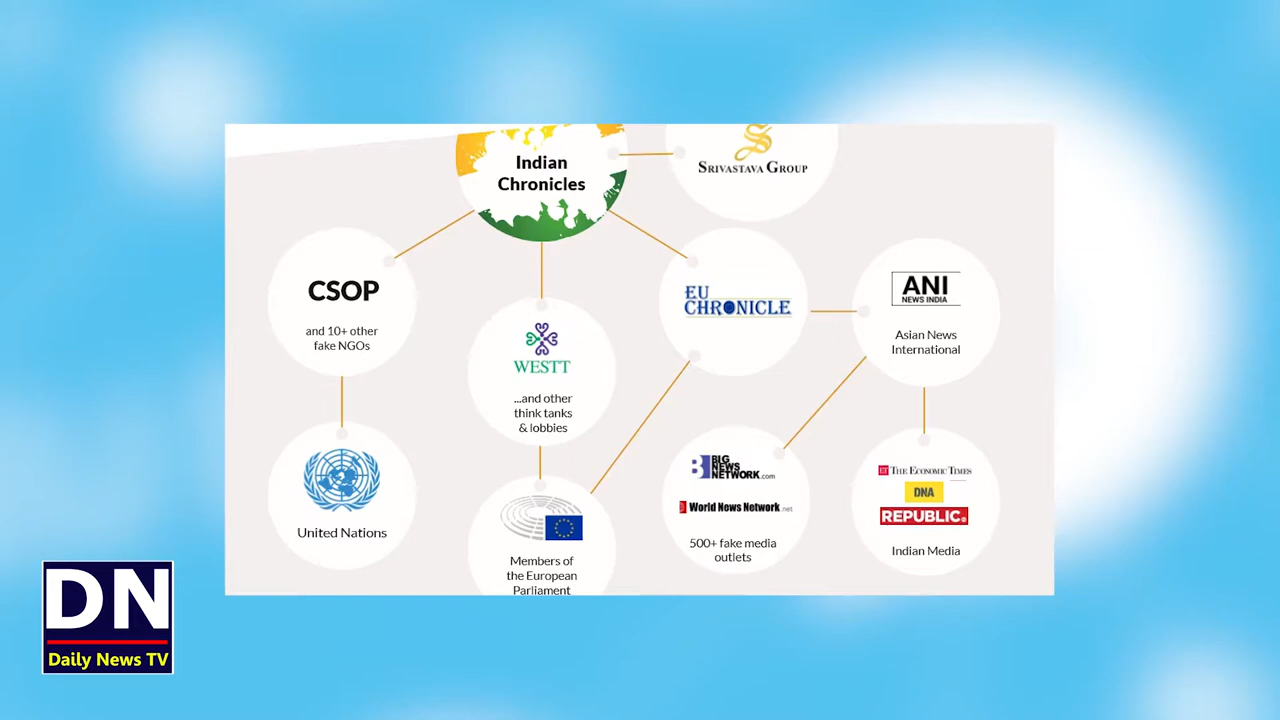 Indian
Chronicles
S
SRIVASTAVA GROUP
CSOP
and 10+ other
fake NGOs
WESTT
...and other
think tanks
& lobbies
EU
CHRONICLE
ANI
NEWS INDIA
Asian News
International
United Nations
Members of
the European
Parliament
B BIG
NEWS
NETWORK.com
World News Network.net
500+ fake media
outlets
ET THE ECONOMIC TIMES
DNA
REPUBLIC.
Indian Media
DN
Daily News TV